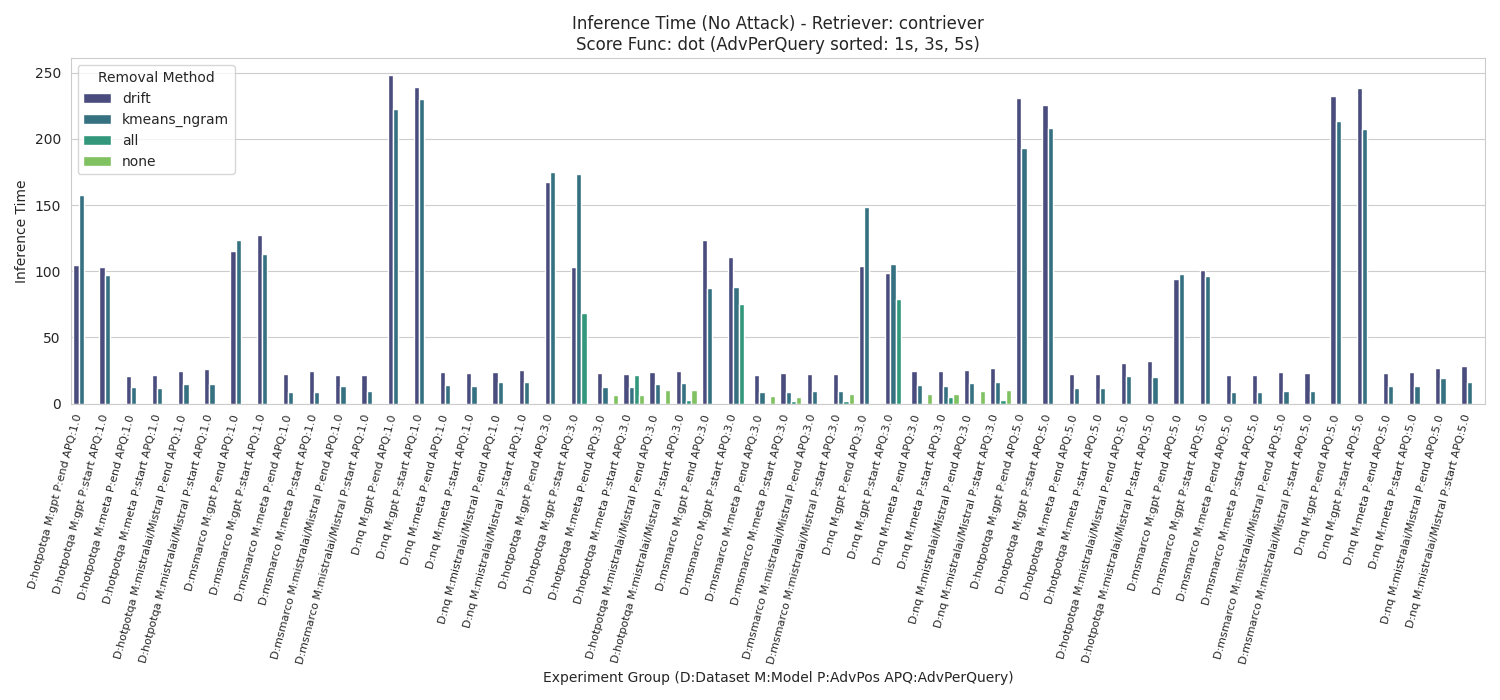 Inference Time (No Attack) - Retriever: contriever
Score Func: dot (AdvPerQuery sorted: 1s, 3s, 5s)
Removal Method
drift
kmeans_ngram
all
none
Inference Time
250
200
150
100
50
0
D:hotpotqa M:gpt P:end APQ:1.0
D:hotpotqa M:gpt P:start APQ:1.0
D:hotpotqa M:meta P:end APQ:1.0
D:hotpotqa M:meta P:start APQ:1.0
D:hotpotqa M:mistralai/Mistral P:end APQ:1.0
D:hotpotqa M:mistralai/Mistral P:start APQ:1.0
D:msmarco M:gpt P:end APQ:1.0
D:msmarco M:gpt P:start APQ:1.0
D:msmarco M:meta P:end APQ:1.0
D:msmarco M:meta P:start APQ:1.0
D:msmarco M:mistralai/Mistral P:end APQ:1.0
D:msmarco M:mistralai/Mistral P:start APQ:1.0
D:nq M:gpt P:end APQ:1.0
D:nq M:gpt P:start APQ:1.0
D:nq M:meta P:end APQ:1.0
D:nq M:meta P:start APQ:1.0
D:nq M:mistralai/Mistral P:end APQ:1.0
D:nq M:mistralai/Mistral P:start APQ:1.0
D:hotpotqa M:gpt P:end APQ:3.0
D:hotpotqa M:gpt P:start APQ:3.0
D:hotpotqa M:meta P:end APQ:3.0
D:hotpotqa M:meta P:start APQ:3.0
D:hotpotqa M:mistralai/Mistral P:end APQ:3.0
D:hotpotqa M:mistralai/Mistral P:start APQ:3.0
D:msmarco M:gpt P:end APQ:3.0
D:msmarco M:gpt P:start APQ:3.0
D:msmarco M:meta P:end APQ:3.0
D:msmarco M:meta P:start APQ:3.0
D:msmarco M:mistralai/Mistral P:end APQ:3.0
D:msmarco M:mistralai/Mistral P:start APQ:3.0
D:nq M:gpt P:end APQ:3.0
D:nq M:gpt P:start APQ:3.0
D:nq M:meta P:end APQ:3.0
D:nq M:meta P:start APQ:3.0
D:nq M:mistralai/Mistral P:end APQ:3.0
D:nq M:mistralai/Mistral P:start APQ:3.0
D:hotpotqa M:gpt P:end APQ:5.0
D:hotpotqa M:gpt P:start APQ:5.0
D:hotpotqa M:meta P:end APQ:5.0
D:hotpotqa M:meta P:start APQ:5.0
D:hotpotqa M:mistralai/Mistral P:end APQ:5.0
D:hotpotqa M:mistralai/Mistral P:start APQ:5.0
D:msmarco M:gpt P:end APQ:5.0
D:msmarco M:gpt P:start APQ:5.0
D:msmarco M:meta P:end APQ:5.0
D:msmarco M:meta P:start APQ:5.0
D:msmarco M:mistralai/Mistral P:end APQ:5.0
D:msmarco M:mistralai/Mistral P:start APQ:5.0
D:nq M:gpt P:end APQ:5.0
D:nq M:gpt P:start APQ:5.0
D:nq M:meta P:end APQ:5.0
D:nq M:meta P:start APQ:5.0
D:nq M:mistralai/Mistral P:end APQ:5.0
D:nq M:mistralai/Mistral P:start APQ:5.0
Experiment Group (D:Dataset M:Model P:AdvPos APQ:AdvPerQuery)